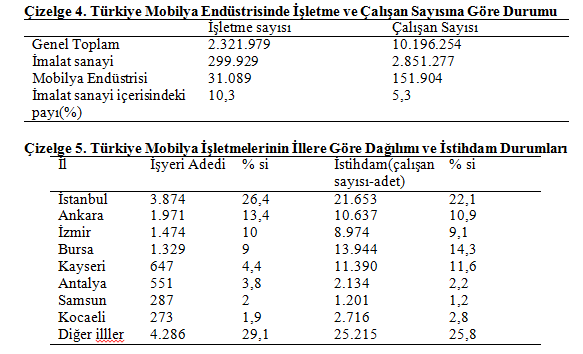 Çizelge 4. Türkiye Mobilya Endüstrisinde İşletme ve Çalışan Sayısına Göre Durumu
İşletme sayısı Çalışan Sayısı
Genel Toplam 2.321.979 10.196.254
İmalat sanayi 299.929 2.851.277
Mobilya Endüstrisi 31.089 151.904
İmalat sanayi içerisindeki 10,3 5,3
payı(%)
Çizelge 5. Türkiye Mobilya İşletmelerinin İllere Göre Dağılımı ve İstihdam Durumları
İl İşyeri Adedi % si İstihdam(çalışan % si
sayısı-adet)
İstanbul 3.874 26,4 21.653 22,1
Ankara 1.971 13,4 10.637 10,9
İzmir 1.474 10 8.974 9,1
Bursa 1.329 9 13.944 14,3
Kayseri 647 4,4 11.390 11,6
Antalya 551 3,8 2.134 2,2
Samsun 287 2 1.201 1,2
Kocaeli 273 1,9 2.716 2,8
Diğer illler 4.286 29,1 25.215 25,8